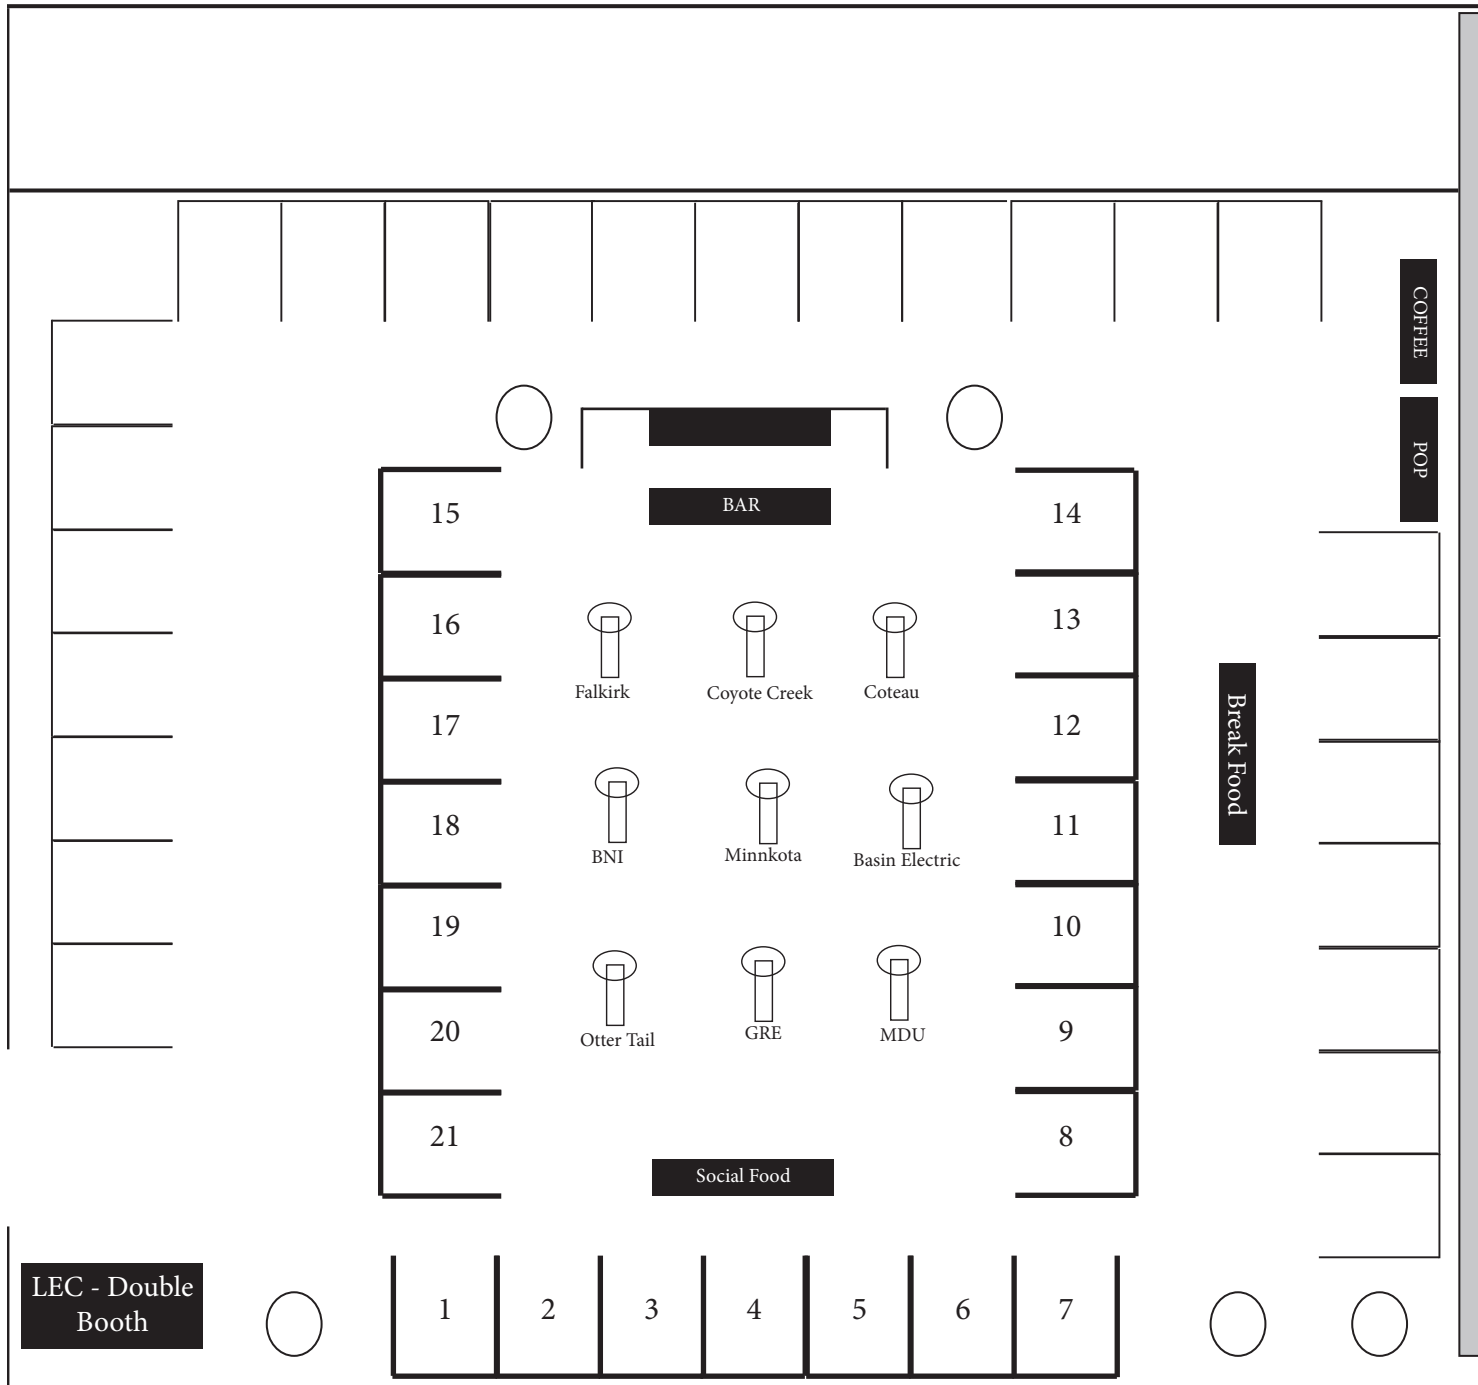 COFFEE
POP
BAR
15
14
16
13
Falkirk
Coyote Creek
Coteau
17
12
Break Food
18
11
BNI
Minnkota
Basin Electric
19
10
20
9
Otter Tail
GRE
MDU
21
8
Social Food
LEC - Double
Booth
1
2
3
4
5
6
7